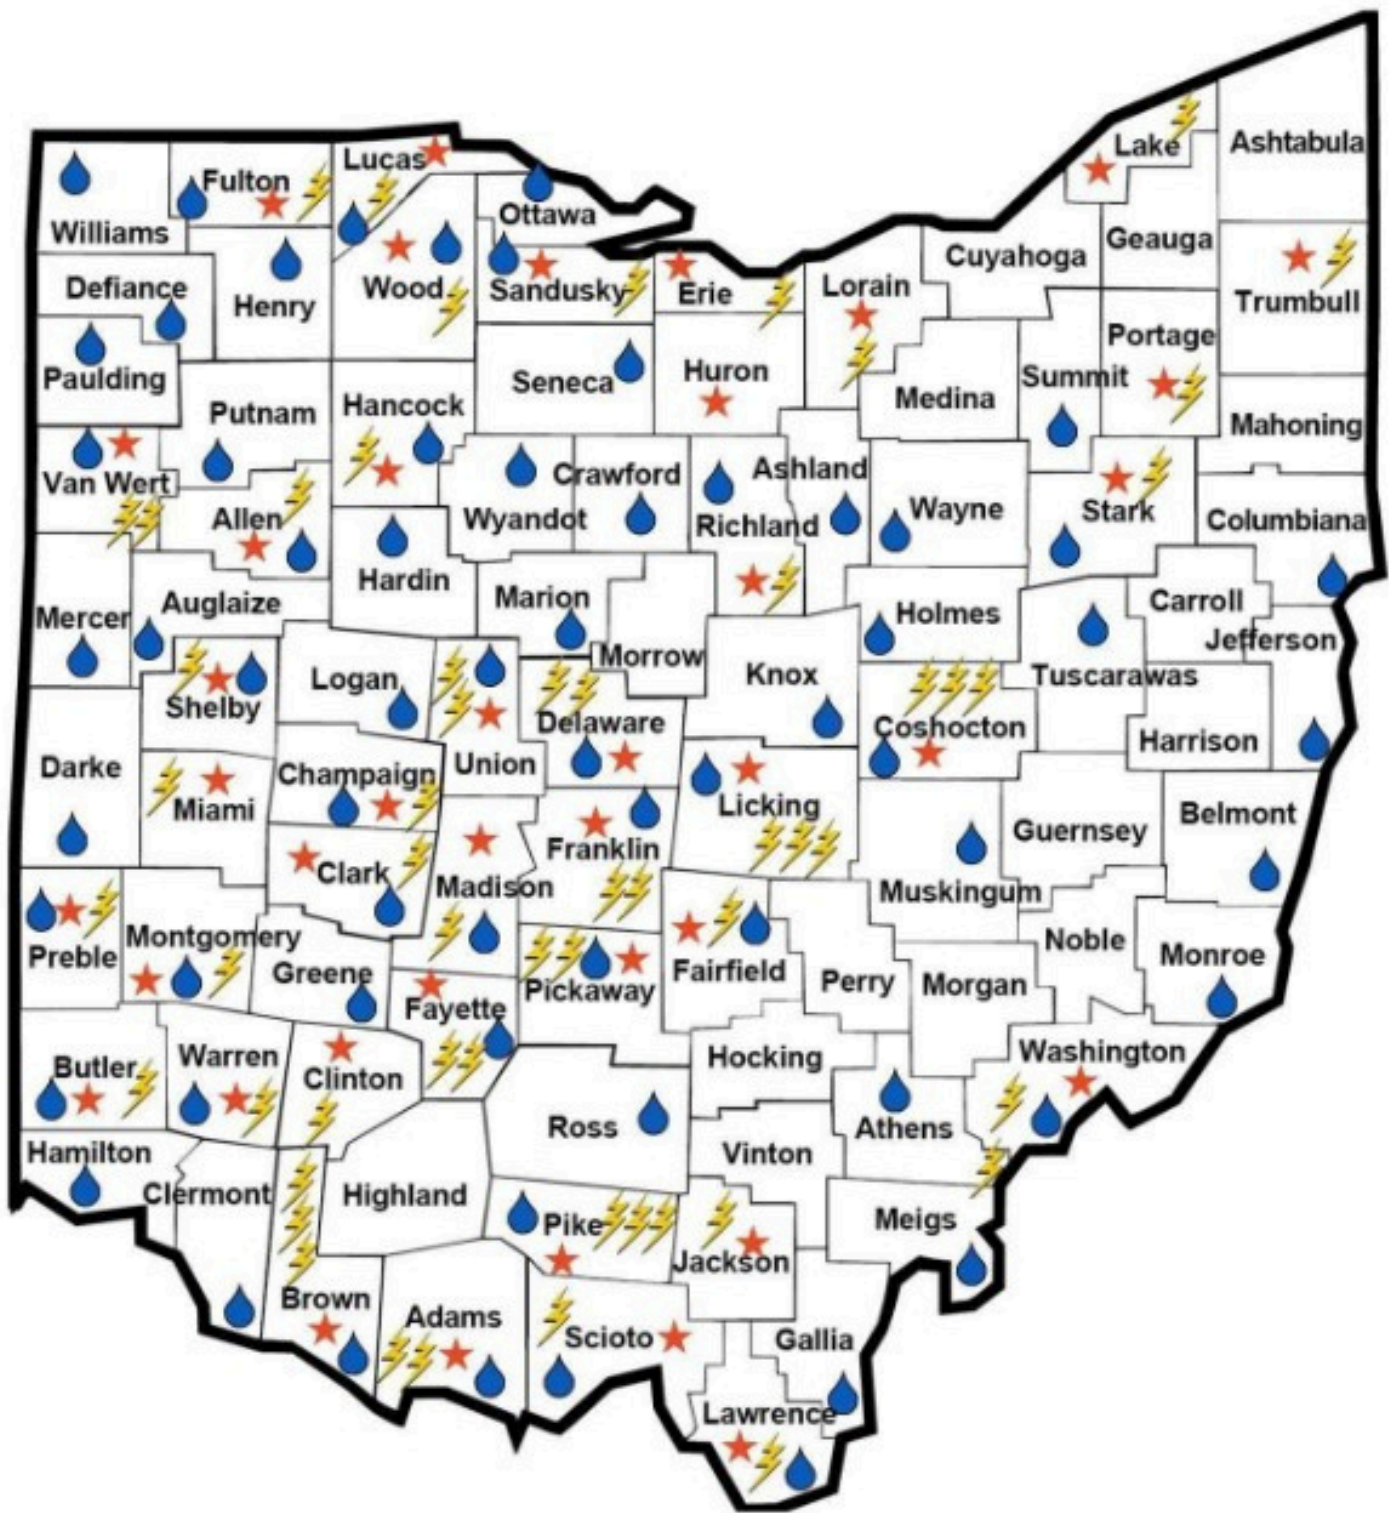 Lake
Ashtabula
Lucas
Fulton
Ottawa
Williams
Geauga
Cuyahoga
Defiance
Henry
Wood
Sandusky
Erie
Lorain
Trumbull
Portage
Paulding
Seneca
Huron
Summit
Medina
Putnam
Hancock
Mahoning
Van Wert
Crawford
Ashland
Allen
Wyandot
Richland
Wayne
Stark
Columbiana
Hardin
Mercer
Auglaize
Marion
Holmes
Carroll
Jefferson
Morrow
Logan
Knox
Tuscarawas
Shelby
Delaware
Coshocton
Harrison
Darke
Champaign
Union
Miami
Licking
Belmont
Guernsey
Franklin
Clark
Madison
Muskingum
Montgomery
Noble
Preble
Greene
Fairfield
Monroe
Perry
Morgan
Pickaway
Fayette
Washington
Butler
Warren
Clinton
Hocking
Ross
Athens
Hamilton
Vinton
Clermont
Highland
Pike
Meigs
Jackson
Brown
Adams
Scioto
Gallia
Lawrence